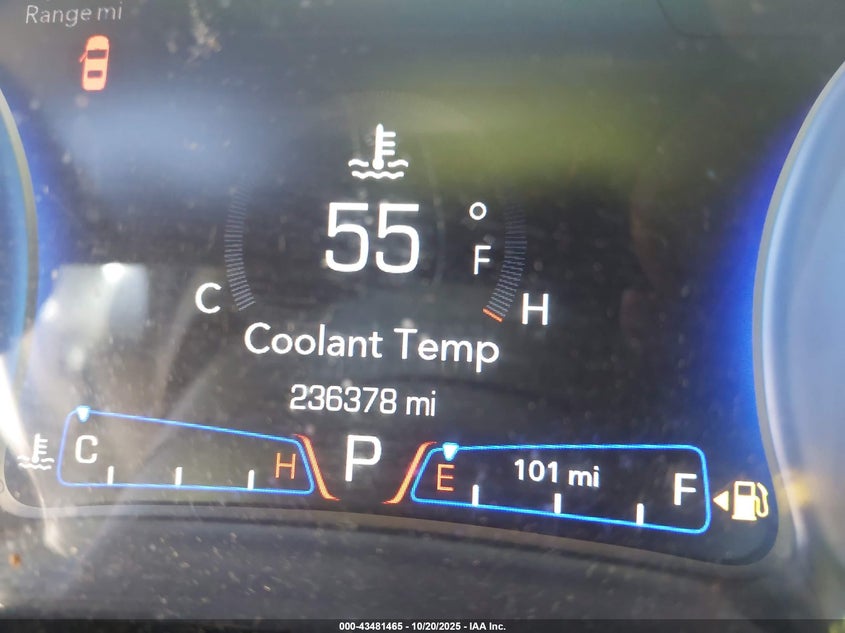 Range mi
55 °
F
C
H
Coolant Temp
236378 mi
C
H
P
E
101 mi
F
000-43481465 - 10/20/2025 - IAA Inc.